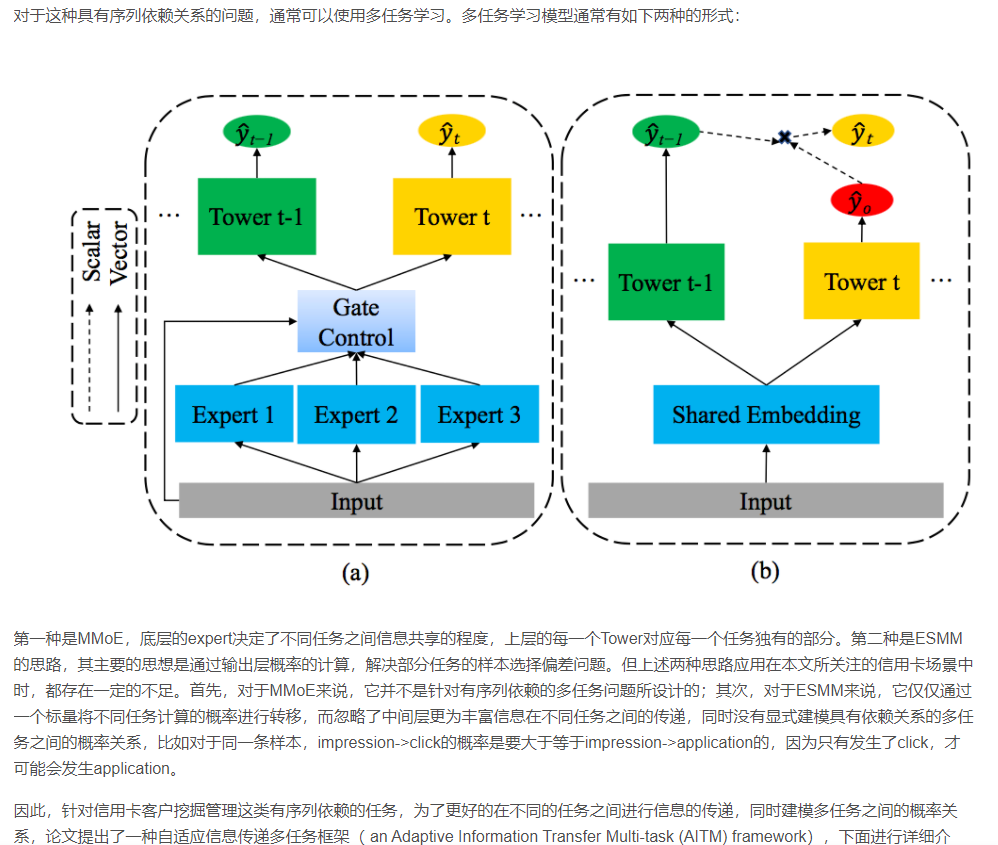 对于这种具有序列依赖关系的问题，通常可以使用多任务学习。多任务学习模型通常有如下两种的形式：
Scalar
Vector
ŷt−1
ŷt
...
Tower t-1
Tower t
...
Gate
Control
Expert 1
Expert 2
Expert 3
Input
(a)
ŷt−1
ŷt
ŷo
...
Tower t-1
Tower t
...
Shared Embedding
Input
(b)
第一种是MMoE，底层的expert决定了不同任务之间信息共享的程度，上层的每一个Tower对应每一个任务独有的部分。第二种是ESMM
的思路，其主要的思想是通过输出层概率的计算，解决部分任务的样本选择偏差问题。但上述两种思路应用在本文所关注的信用卡场景中
时，都存在一定的不足。首先，对于MMoE来说，它并不是针对有序列依赖的多任务问题所设计的；其次，对于ESMM来说，它仅仅通过
一个标量将不同任务计算的概率进行转移，而忽略了中间层更为丰富信息在不同任务之间的传递，同时没有显式建模具有依赖关系的多任
务之间的概率关系，比如对于同一条样本，impression->click的概率是要大于等于impression->application的，因为只有发生了click，才
可能会发生application。
因此，针对信用卡客户挖掘管理这类有序列依赖的任务，为了更好的在不同的任务之间进行信息的传递，同时建模多任务之间的概率关
系，论文提出了一种自适应信息传递多任务框架（ an Adaptive Information Transfer Multi-task (AITM) framework），下面进行详细介